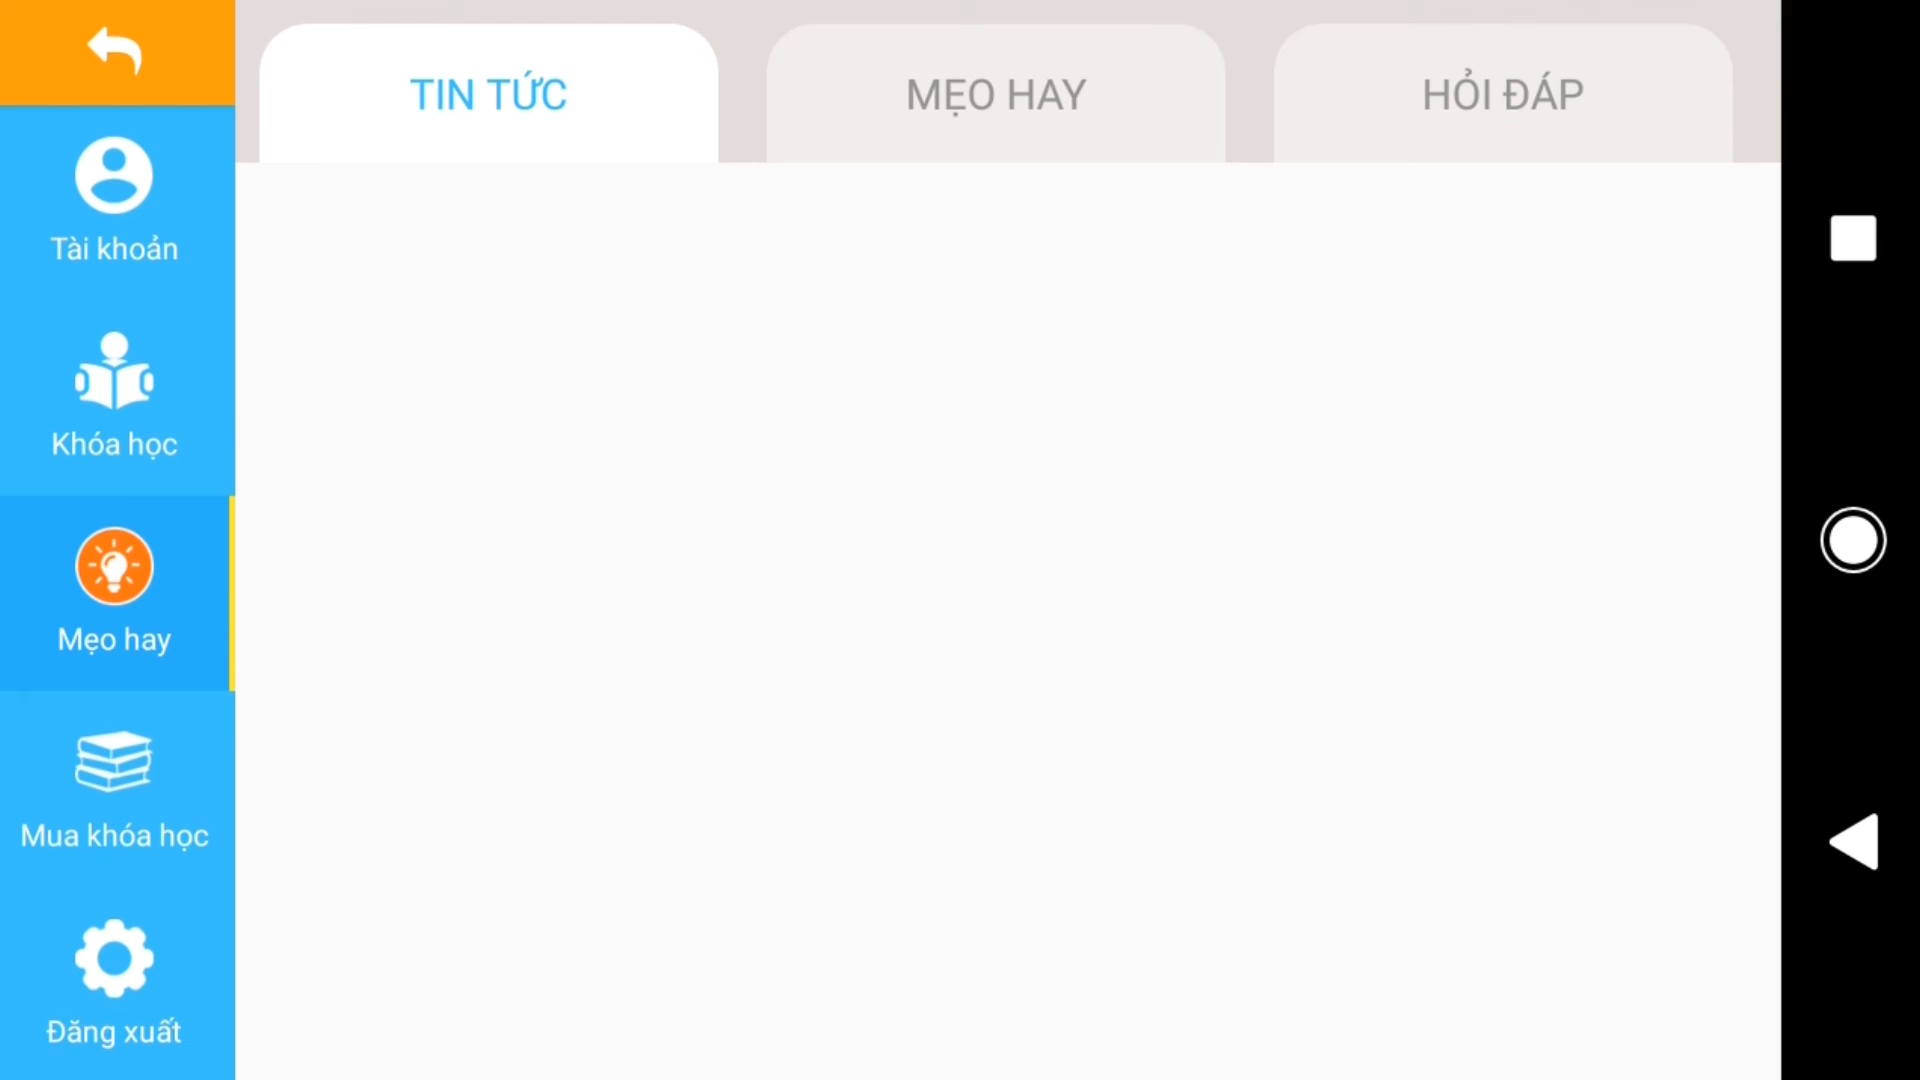 TIN TỨC
MẸO HAY
HỎI ĐÁP
Tài khoản
Khóa học
Mẹo hay
Mua khóa học
Đăng xuất